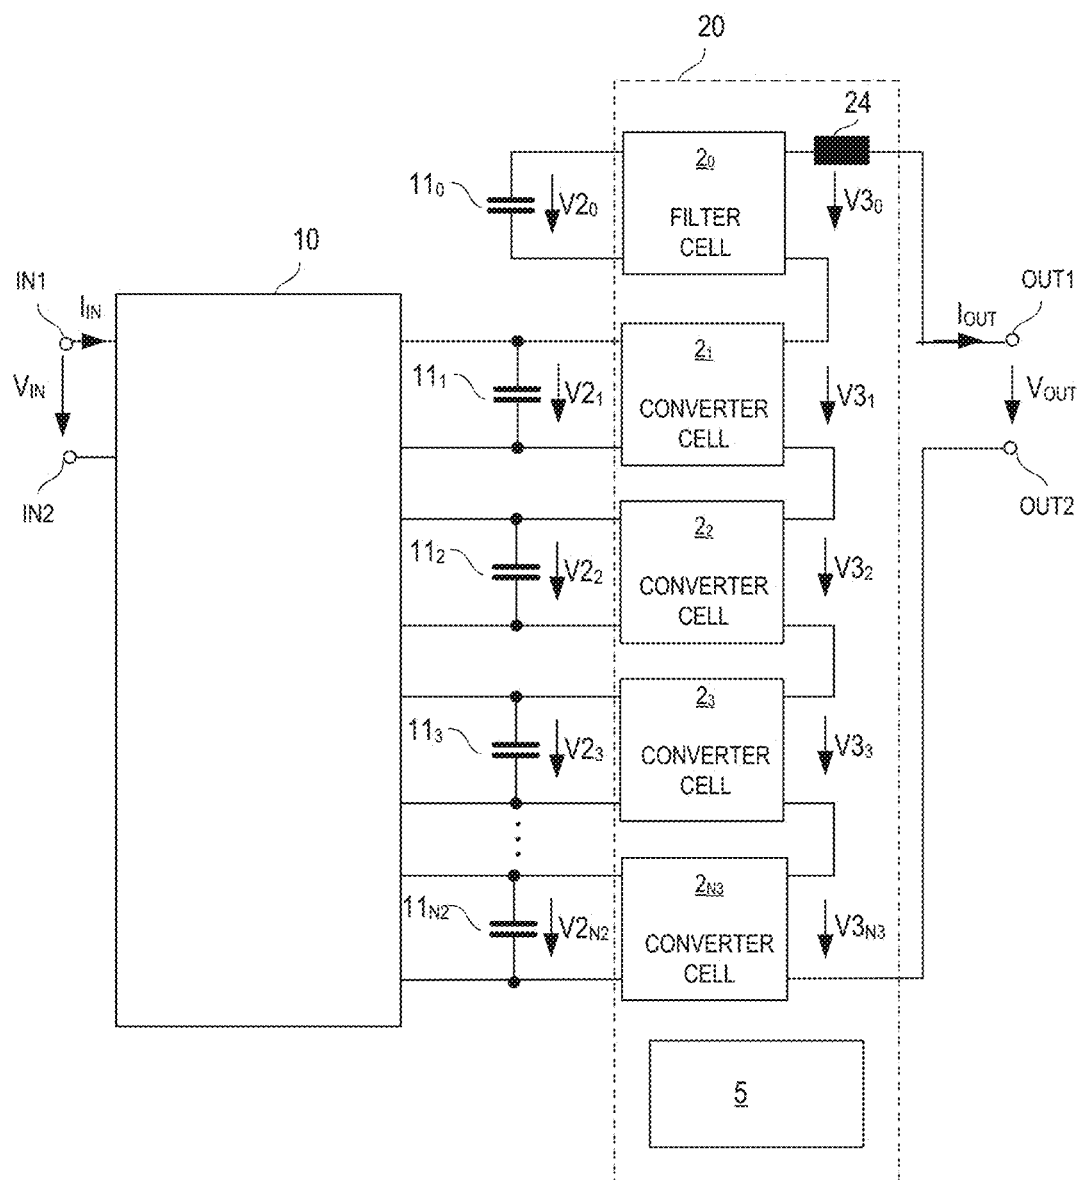 20
24
2₀
FILTER
CELL
11₀
V2₀
V3₀
10
IN1
I_IN
V_IN
IN2
OUT1
I_OUT
V_OUT
OUT2
11₁
V2₁
2₁
CONVERTER
CELL
V3₁
11₂
V2₂
2₂
CONVERTER
CELL
V3₂
11₃
V2₃
2₃
CONVERTER
CELL
V3₃
11_N2
V2_N2
2_N3
CONVERTER
CELL
V3_N3
5